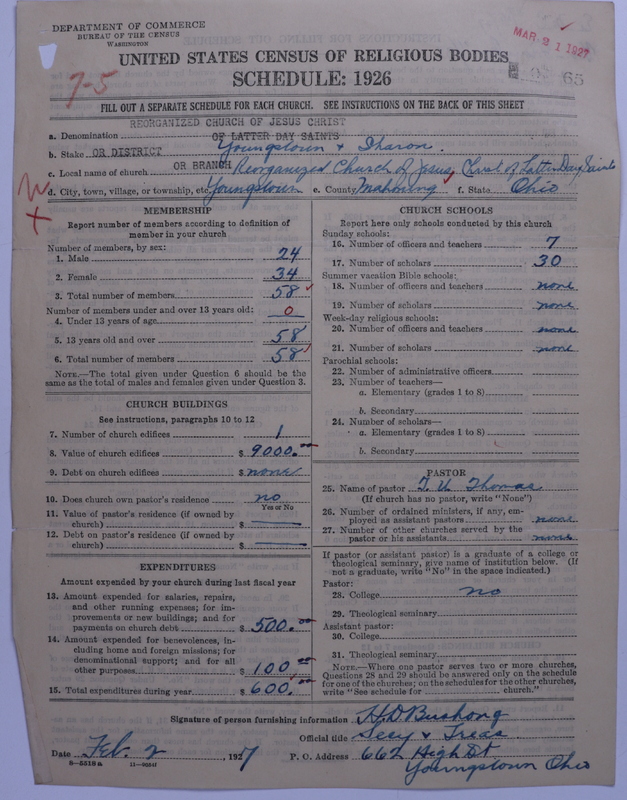 DEPARTMENT OF COMMERCE
BUREAU OF THE CENSUS
WASHINGTON
MAR 21 1927
UNITED STATES CENSUS OF RELIGIOUS BODIES
SCHEDULE: 1926
7-5
65
FILL OUT A SEPARATE SCHEDULE FOR EACH CHURCH. SEE INSTRUCTIONS ON THE BACK OF THIS SHEET
REORGANIZED CHURCH OF JESUS CHRIST
a. Denomination OF LATTER DAY SAINTS
b. Stake OR DISTRICT Youngstown & Sharon
c. Local name of church OR BRANCH Reorganized Church of Jesus Christ of Latter Day Saints
d. City, town, village, or township, etc. Youngstown e. County Mahoning f. State Ohio
MEMBERSHIP
Report number of members according to definition of member in your church
Number of members, by sex:
1. Male 24
2. Female 34
3. Total number of members 58
Number of members under and over 13 years old:
4. Under 13 years of age 0
5. 13 years old and over 58
6. Total number of members 58
NOTE.—The total given under Question 6 should be the same as the total of males and females given under Question 3.
CHURCH BUILDINGS
See instructions, paragraphs 10 to 12
7. Number of church edifices 1
8. Value of church edifices $ 9000.00
9. Debt on church edifices $ none
10. Does church own pastor's residence no
Yes or No
11. Value of pastor's residence (if owned by church) $
12. Debt on pastor's residence (if owned by church) $
EXPENDITURES
Amount expended by your church during last fiscal year
13. Amount expended for salaries, repairs, and other running expenses; for improvements or new buildings; and for payments on church debt $ 500.00
14. Amount expended for benevolences, including home and foreign missions; for denominational support; and for all other purposes $ 100.00
15. Total expenditures during year $ 600.00
CHURCH SCHOOLS
Report here only schools conducted by this church
Sunday schools:
16. Number of officers and teachers 7
17. Number of scholars 30
Summer vacation Bible schools:
18. Number of officers and teachers none
19. Number of scholars none
Week-day religious schools:
20. Number of officers and teachers none
21. Number of scholars none
Parochial schools:
22. Number of administrative officers
23. Number of teachers—
a. Elementary (grades 1 to 8)
b. Secondary
24. Number of scholars—
a. Elementary (grades 1 to 8)
b. Secondary
PASTOR
25. Name of pastor T. U. Thomas
(If church has no pastor, write "None")
26. Number of ordained ministers, if any, employed as assistant pastors none
27. Number of other churches served by the pastor or his assistants none
If pastor (or assistant pastor) is a graduate of a college or theological seminary, give name of institution below. (If not a graduate, write "No" in the space indicated.)
Pastor:
28. College no
29. Theological seminary
Assistant pastor:
30. College
31. Theological seminary
NOTE.—Where one pastor serves two or more churches, Questions 28 and 29 should be answered only on the schedule for one of the churches; on the schedules for the other churches, write "See schedule for church."
Signature of person furnishing information H D Bushong
Official title Secy & Treas
Date Feb. 2, 1927 P. O. Address 662 High St
Youngstown Ohio